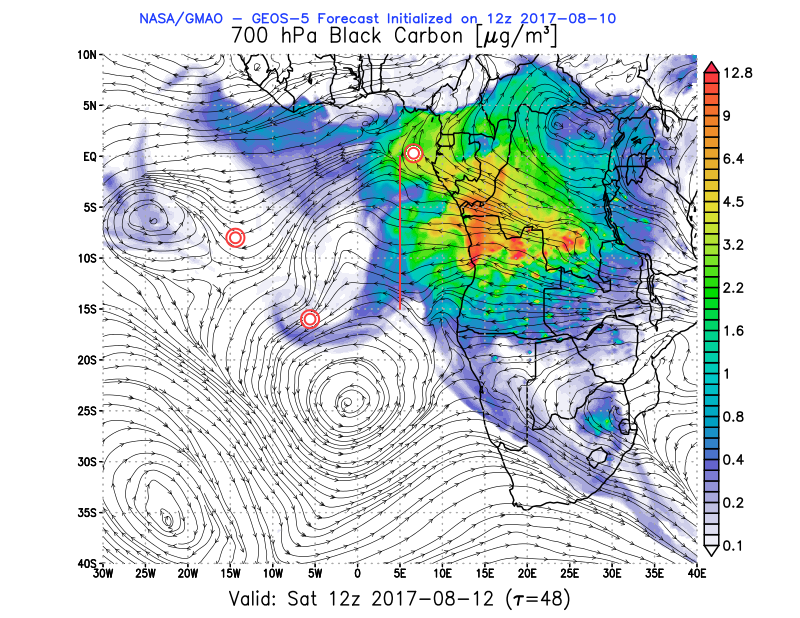 NASA/GMAO – GEOS–5 Forecast Initialized on 12z 2017–08–10
700 hPa Black Carbon [μg/m³]
10N
5N
EQ
5S
10S
15S
20S
25S
30S
35S
40S
30W 25W 20W 15W 10W 5W 0 5E 10E 15E 20E 25E 30E 35E 40E
12.8
9
6.4
4.5
3.2
2.2
1.6
1
0.8
0.4
0.2
0.1
Valid: Sat 12z 2017–08–12 (τ=48)